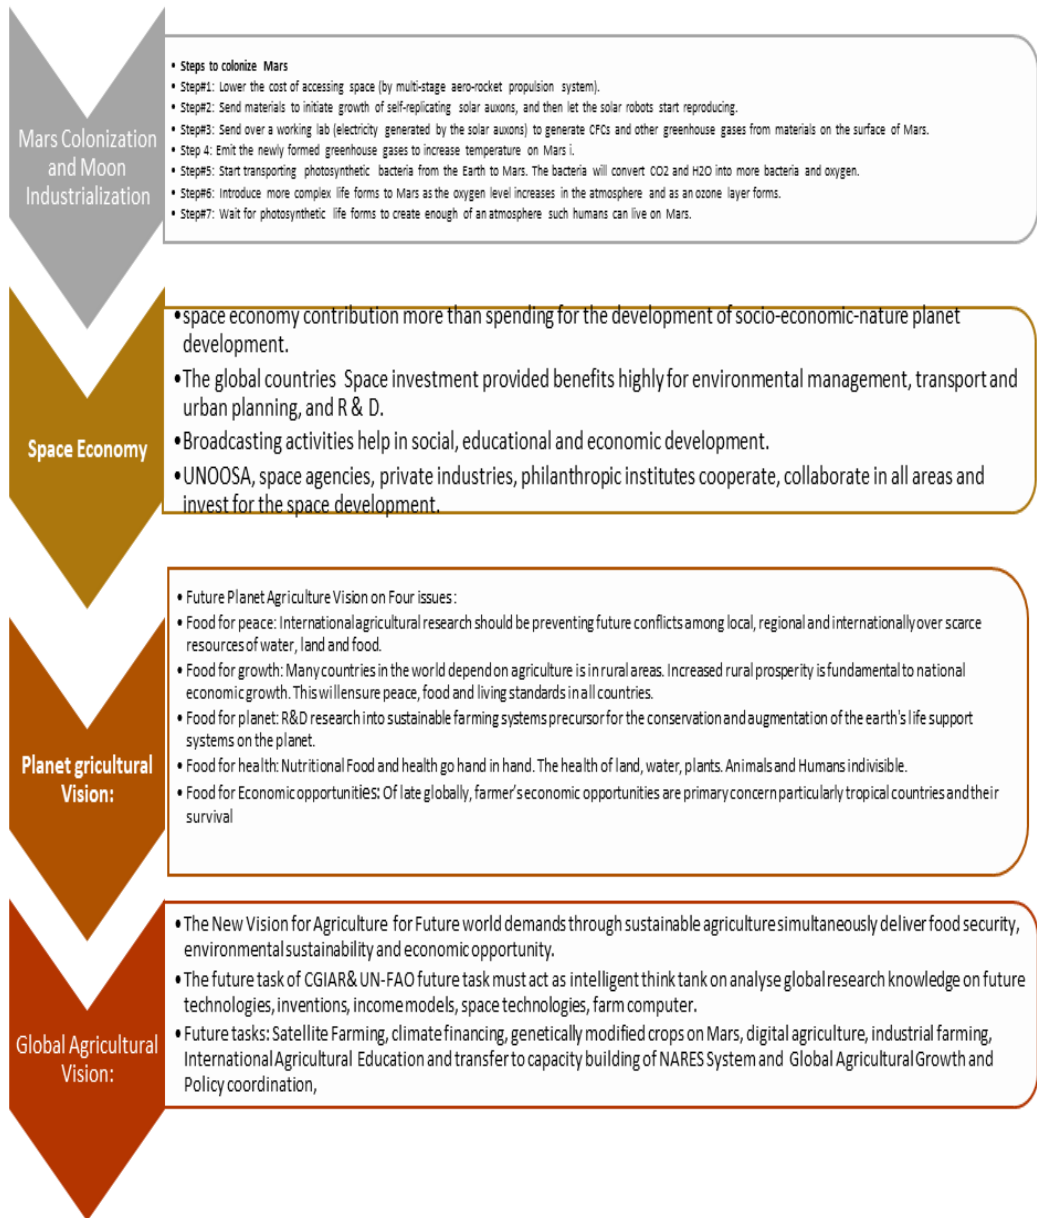 Mars Colonization
and Moon
Industrialization
• Steps to colonize Mars
• Step#1: Lower the cost of accessing space (by multi-stage aero-rocket propulsion system).
• Step#2: Send materials to initiate growth of self-replicating solar auxons, and then let the solar robots start reproducing.
• Step#3: Send over a working lab (electricity generated by the solar auxons) to generate CFCs and other greenhouse gases from materials on the surface of Mars.
• Step 4: Emit the newly formed greenhouse gases to increase temperature on Mars i.
• Step#5: Start transporting photosynthetic bacteria from the Earth to Mars. The bacteria will convert CO2 and H2O into more bacteria and oxygen.
• Step#6: Introduce more complex life forms to Mars as the oxygen level increases in the atmosphere and as an ozone layer forms.
• Step#7: Wait for photosynthetic life forms to create enough of an atmosphere such humans can live on Mars.
Space Economy
•space economy contribution more than spending for the development of socio-economic-nature planet
development.
•The global countries Space investment provided benefits highly for environmental management, transport and
urban planning, and R & D.
•Broadcasting activities help in social, educational and economic development.
•UNOOSA, space agencies, private industries, philanthropic institutes cooperate, collaborate in all areas and
invest for the space development.
Planet gricultural
Vision:
• Future Planet Agriculture Vision on Four issues :
• Food for peace: International agricultural research should be preventing future conflicts among local, regional and internationally over scarce
resources of water, land and food.
• Food for growth: Many countries in the world depend on agriculture is in rural areas. Increased rural prosperity is fundamental to national
economic growth. This will ensure peace, food and living standards in all countries.
• Food for planet: R&D research into sustainable farming systems precursor for the conservation and augmentation of the earth's life support
systems on the planet.
• Food for health: Nutritional Food and health go hand in hand. The health of land, water, plants. Animals and Humans indivisible.
• Food for Economic opportunities: Of late globally, farmer's economic opportunities are primary concern particularly tropical countries and their
survival
Global Agricultural
Vision:
•The New Vision for Agriculture for Future world demands through sustainable agriculture simultaneously deliver food security,
environmental sustainability and economic opportunity.
•The future task of CGIAR& UN-FAO future task must act as intelligent think tank on analyse global research knowledge on future
technologies, inventions, income models, space technologies, farm computer.
•Future tasks: Satellite Farming, climate financing, genetically modified crops on Mars, digital agriculture, industrial farming,
International Agricultural Education and transfer to capacity building of NARES System and Global Agricultural Growth and
Policy coordination,